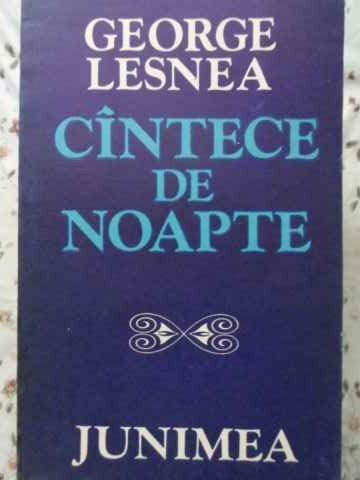 GEORGE
LESNEA
CÎNTECE
DE
NOAPTE
JUNIMEA